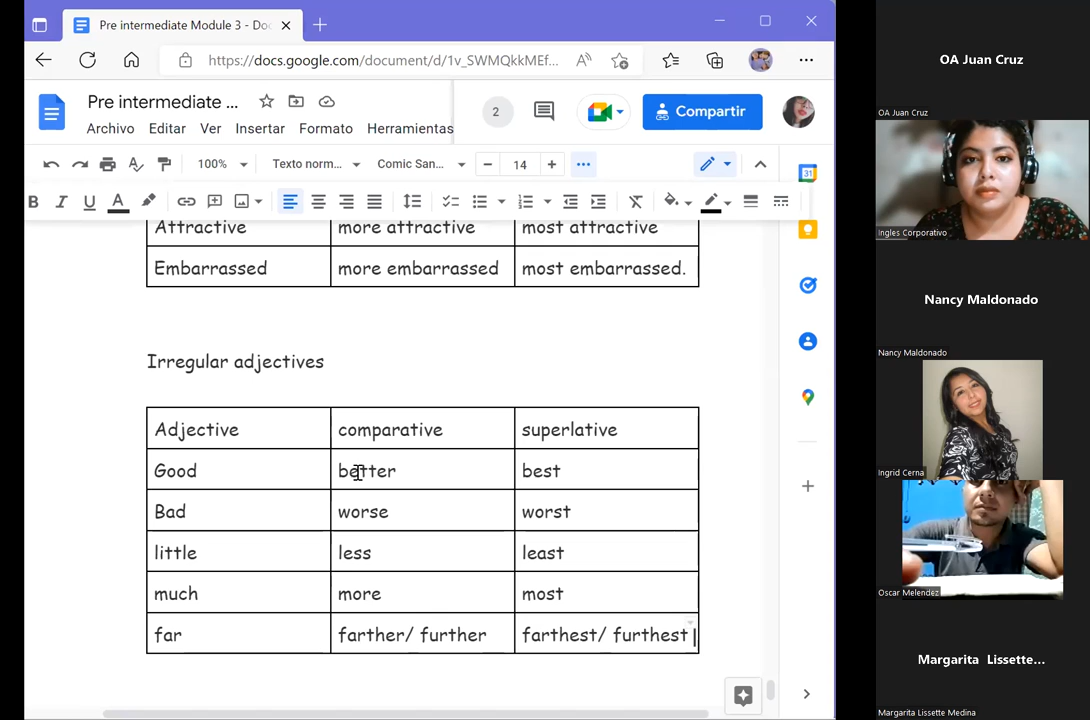 Pre intermediate Module 3 - Doc
https://docs.google.com/document/d/1v_SWMQkkMEf...
Pre intermediate ...
2
Compartir
Archivo Editar Ver Insertar Formato Herramientas
100% Texto norm... Comic San... 14
31
Attractive more attractive most attractive
Embarrassed more embarrassed most embarrassed.
Irregular adjectives
Adjective comparative superlative
Good better best
Bad worse worst
little less least
much more most
far farther/ further farthest/ furthest
OA Juan Cruz
OA Juan Cruz
Ingles Corporativo
Nancy Maldonado
Nancy Maldonado
Ingrid Cerna
Oscar Melendez
Margarita Lissette...
Margarita Lissette Medina